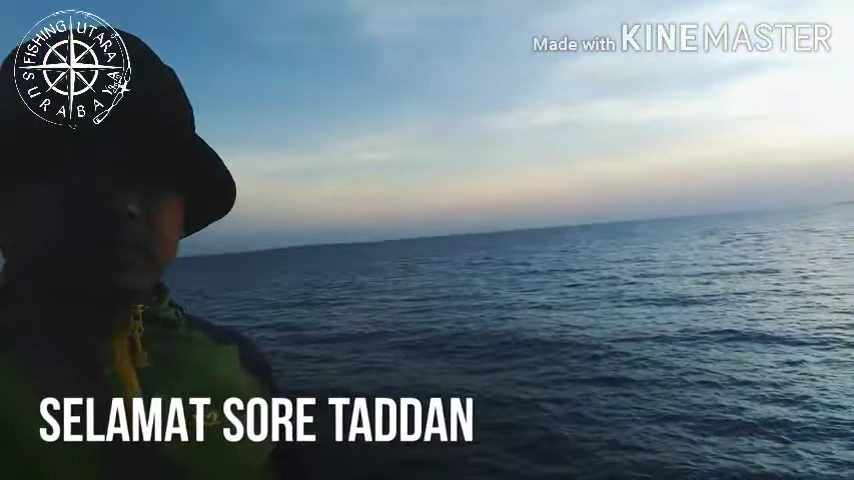 FISHING UTARA
SURABAYA
Made with KINEMASTER
SELAMAT SORE TADDAN